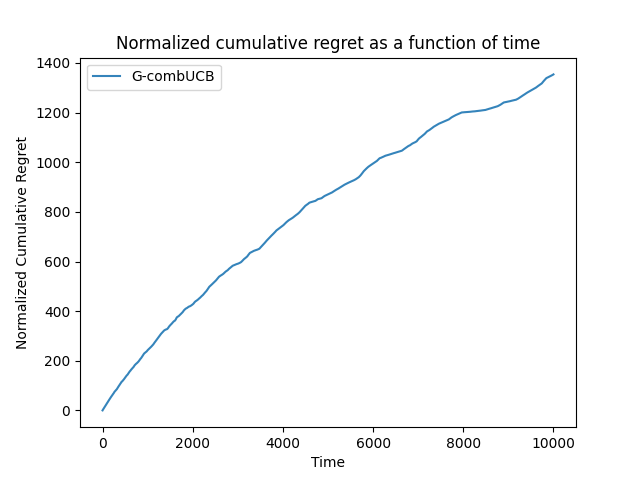 Normalized cumulative regret as a function of time
G-combUCB
Normalized Cumulative Regret
1400
1200
1000
800
600
400
200
0
0 2000 4000 6000 8000 10000
Time